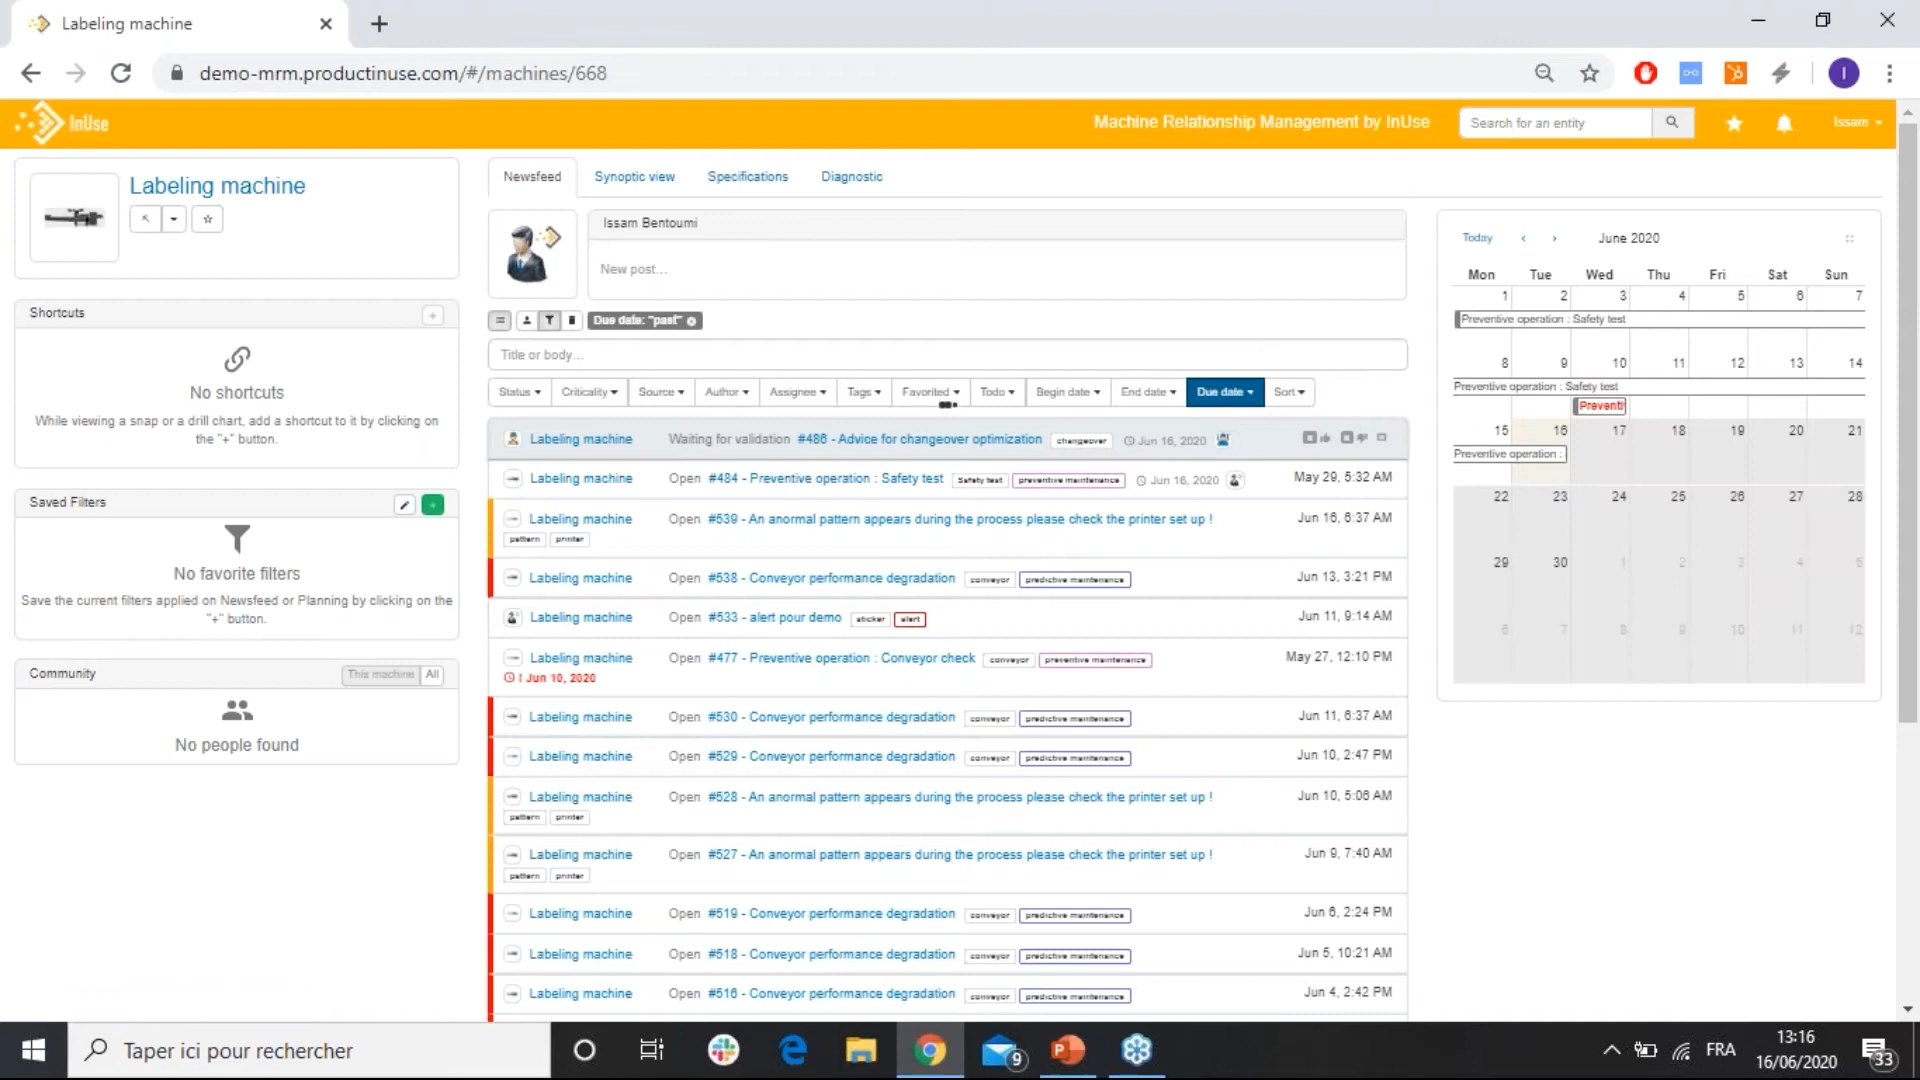 Labeling machine
demo-mrm.productinuse.com/#/machines/668
I
InUse
Machine Relationship Management by InUse
Search for an entity
Issam
Labeling machine
Shortcuts
No shortcuts
While viewing a snap or a drill chart, add a shortcut to it by clicking on
the "+" button.
Saved Filters
No favorite filters
Save the current filters applied on Newsfeed or Planning by clicking on the
"+" button.
Community This machine All
No people found
Newsfeed Synoptic view Specifications Diagnostic
Issam Bentoumi
New post...
Due date: "past"
Title or body...
Status Criticality Source Author Assignee Tags Favorited Todo Begin date End date Due date Sort
Labeling machine Waiting for validation #486 - Advice for changeover optimization changeover Jun 16, 2020
Labeling machine Open #484 - Preventive operation : Safety test Safety test preventive maintenance Jun 16, 2020 May 29, 5:32 AM
Labeling machine Open #539 - An anormal pattern appears during the process please check the printer set up ! Jun 16, 6:37 AM
pattern printer
Labeling machine Open #538 - Conveyor performance degradation conveyor predictive maintenance Jun 13, 3:21 PM
Labeling machine Open #533 - alert pour demo sticker alert Jun 11, 9:14 AM
Labeling machine Open #477 - Preventive operation : Conveyor check conveyor preventive maintenance May 27, 12:10 PM
! Jun 10, 2020
Labeling machine Open #530 - Conveyor performance degradation conveyor predictive maintenance Jun 11, 6:37 AM
Labeling machine Open #529 - Conveyor performance degradation conveyor predictive maintenance Jun 10, 2:47 PM
Labeling machine Open #528 - An anormal pattern appears during the process please check the printer set up ! Jun 10, 5:06 AM
pattern printer
Labeling machine Open #527 - An anormal pattern appears during the process please check the printer set up ! Jun 9, 7:40 AM
pattern printer
Labeling machine Open #519 - Conveyor performance degradation conveyor predictive maintenance Jun 6, 2:24 PM
Labeling machine Open #518 - Conveyor performance degradation conveyor predictive maintenance Jun 5, 10:21 AM
Labeling machine Open #516 - Conveyor performance degradation conveyor predictive maintenance Jun 4, 2:42 PM
Today ‹ › June 2020
Mon Tue Wed Thu Fri Sat Sun
1 2 3 4 5 6 7
Preventive operation : Safety test
8 9 10 11 12 13 14
Preventive operation : Safety test
Preventi
15 16 17 18 19 20 21
Preventive operation :
22 23 24 25 26 27 28
29 30 1 2 3 4 5
6 7 8 9 10 11 12
Taper ici pour rechercher
9
FRA
13:16
16/06/2020
33